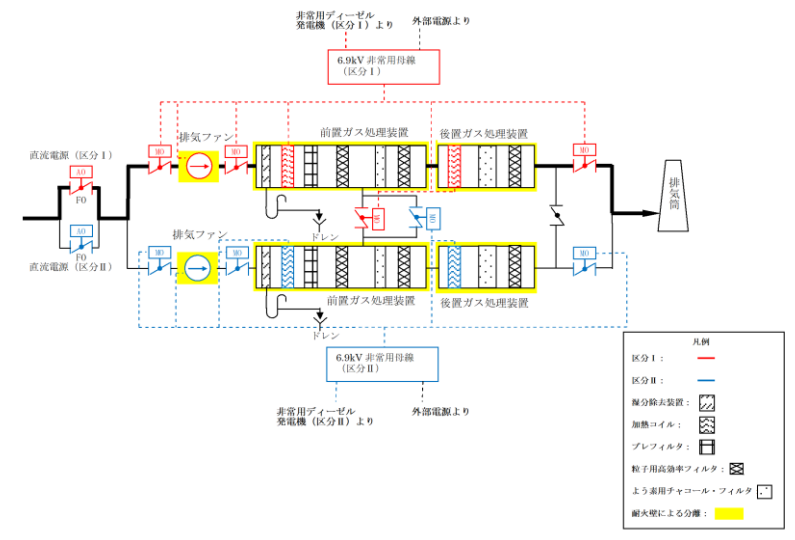 非常用ディーゼル
発電機（区分Ⅰ）より
外部電源より
6.9kV 非常用母線
（区分Ⅰ）
排気ファン
前置ガス処理装置
後置ガス処理装置
直流電源（区分Ⅰ）
MO
MO
MO
AO
FO
排気筒
ドレン
MO
MO
排気ファン
AO
FO
直流電源（区分Ⅱ）
MO
MO
MO
前置ガス処理装置
後置ガス処理装置
ドレン
6.9kV 非常用母線
（区分Ⅱ）
非常用ディーゼル
発電機（区分Ⅱ）より
外部電源より
凡例
区分Ⅰ：
区分Ⅱ：
湿分除去装置：
加熱コイル：
プレフィルタ：
粒子用高効率フィルタ：
よう素用チャコール・フィルタ
耐火壁による分離：